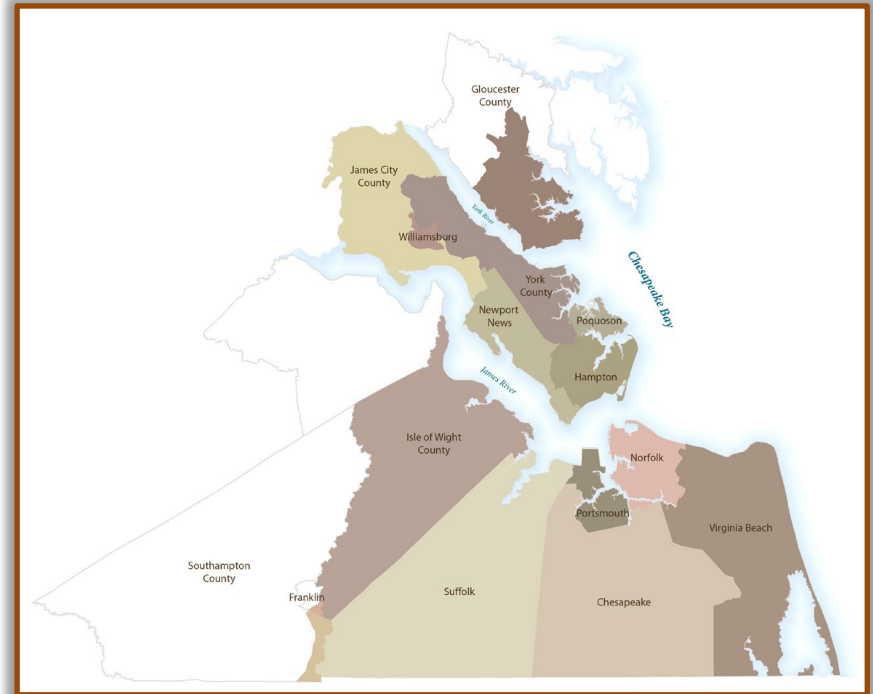 Gloucester
County
James City
County
York River
Williamsburg
Chesapeake Bay
York
County
Newport
News
Poquoson
James River
Hampton
Isle of Wight
County
Norfolk
Portsmouth
Virginia Beach
Southampton
County
Franklin
Suffolk
Chesapeake